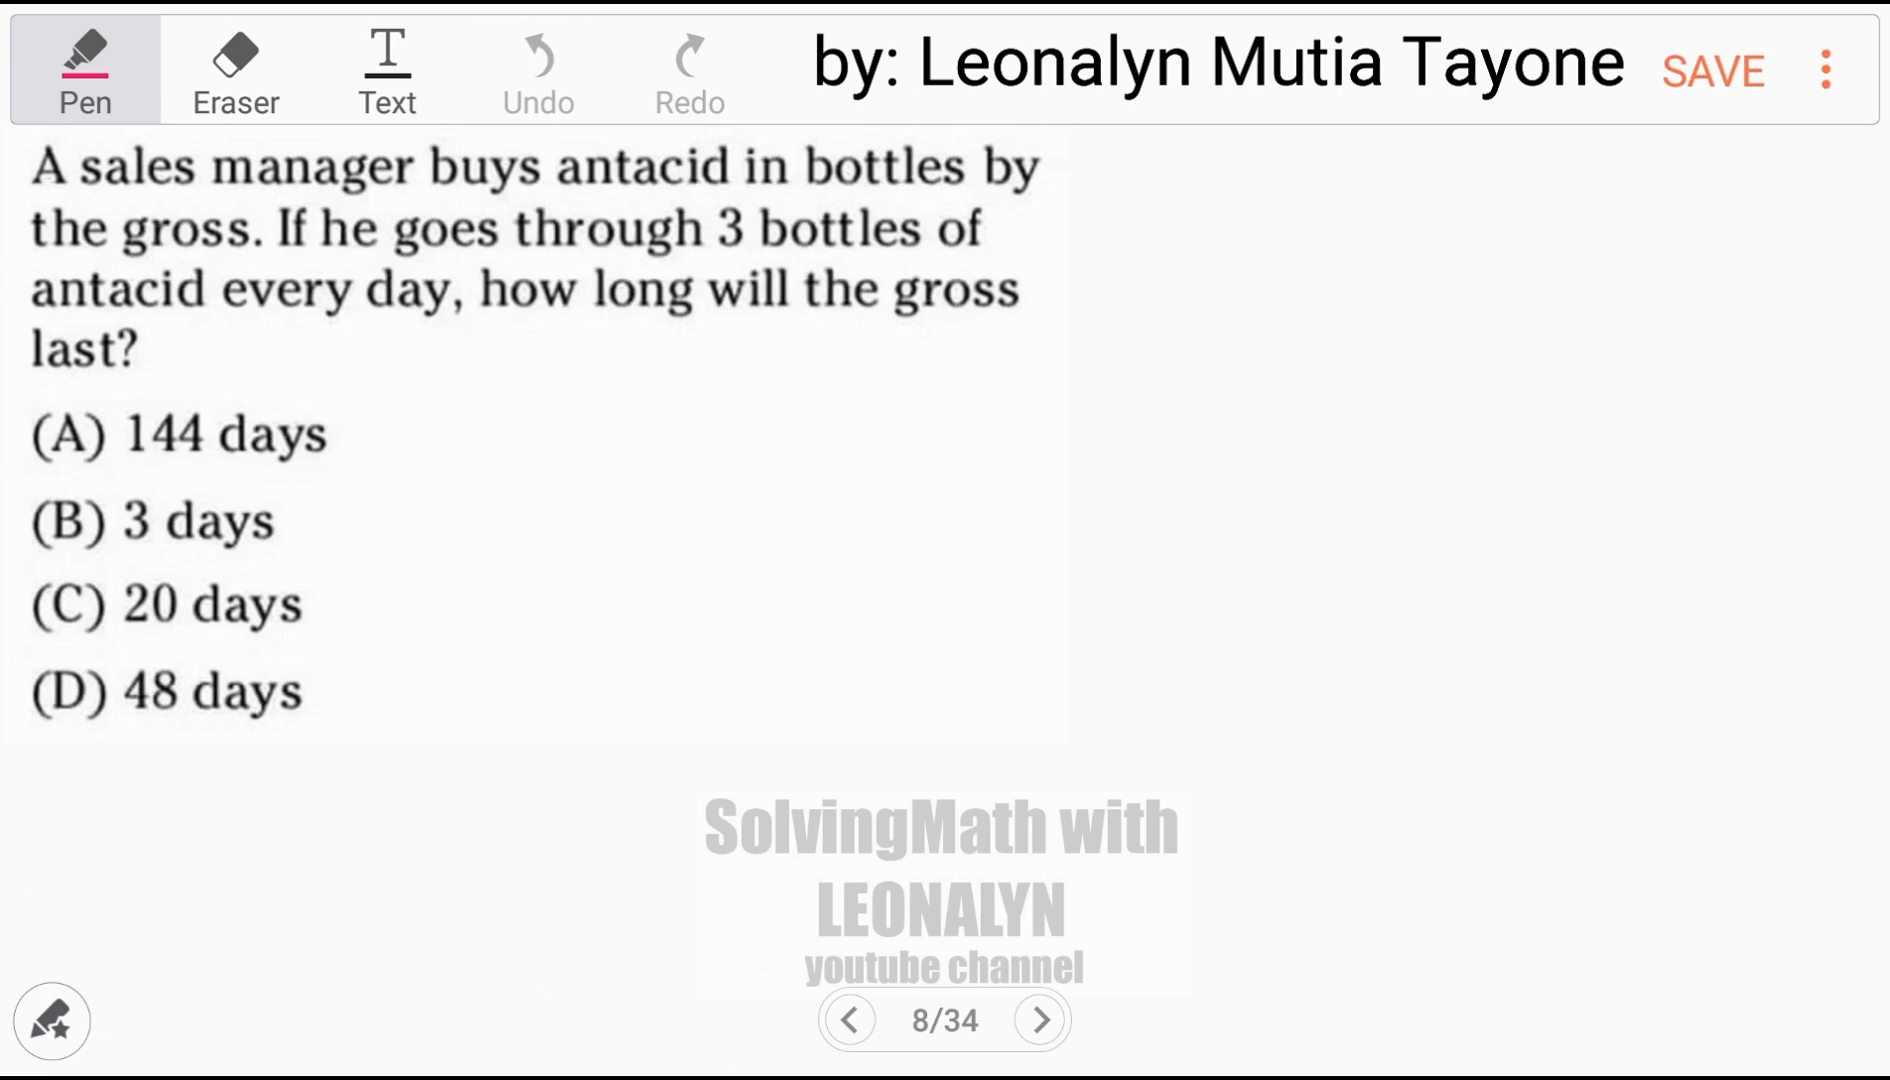 Pen
Eraser
Text
Undo
Redo
by: Leonalyn Mutia Tayone
SAVE
A sales manager buys antacid in bottles by
the gross. If he goes through 3 bottles of
antacid every day, how long will the gross
last?
(A) 144 days
(B) 3 days
(C) 20 days
(D) 48 days
SolvingMath with
LEONALYN
youtube channel
8/34